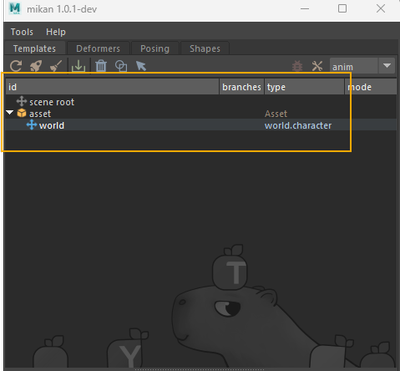 mikan 1.0.1-dev
Tools Help
Templates Deformers Posing Shapes
anim
id branches type mode
scene root
asset Asset
world world.character
T
Y